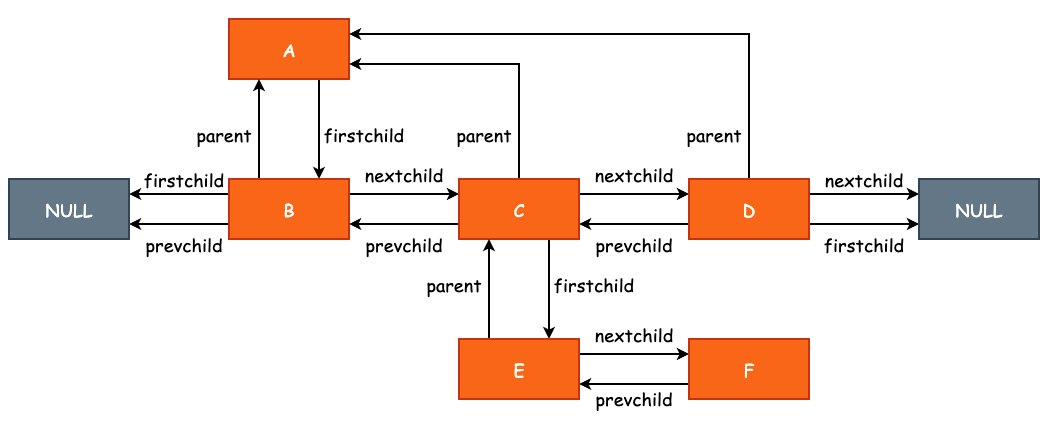 A
parent
firstchild
parent
parent
firstchild
nextchild
nextchild
nextchild
NULL
B
C
D
NULL
prevchild
prevchild
prevchild
firstchild
parent
firstchild
nextchild
E
F
prevchild